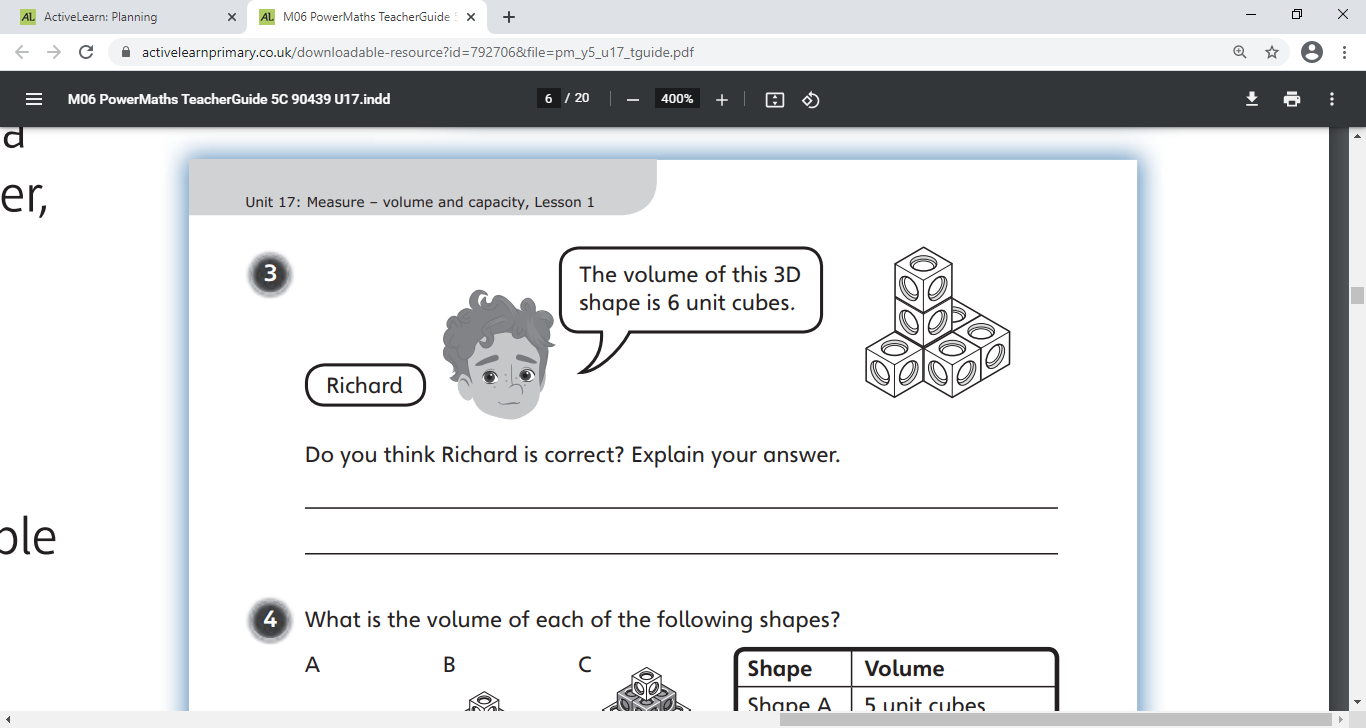 ActiveLearn: Planning
M06 PowerMaths TeacherGuide 5
activelearnprimary.co.uk/downloadable-resource?id=792706&file=pm_y5_u17_tguide.pdf
M06 PowerMaths TeacherGuide 5C 90439 U17.indd
6 / 20
400%
er,
Unit 17: Measure – volume and capacity, Lesson 1
3
The volume of this 3D
shape is 6 unit cubes.
Richard
Do you think Richard is correct? Explain your answer.
ple
4 What is the volume of each of the following shapes?
A B C
Shape Volume
Shape A 5 unit cubes